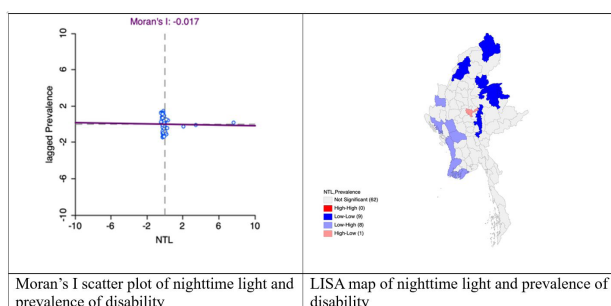 Moran's I: -0.017
10
6
2
-2
-6
-10
lagged Prevalence
-10
-6
-2
2
6
10
NTL
NTL,Prevalence
Not Significant (62)
High-High (0)
Low-Low (9)
Low-High (8)
High-Low (1)
Moran's I scatter plot of nighttime light and
prevalence of disability
LISA map of nighttime light and prevalence of
disability